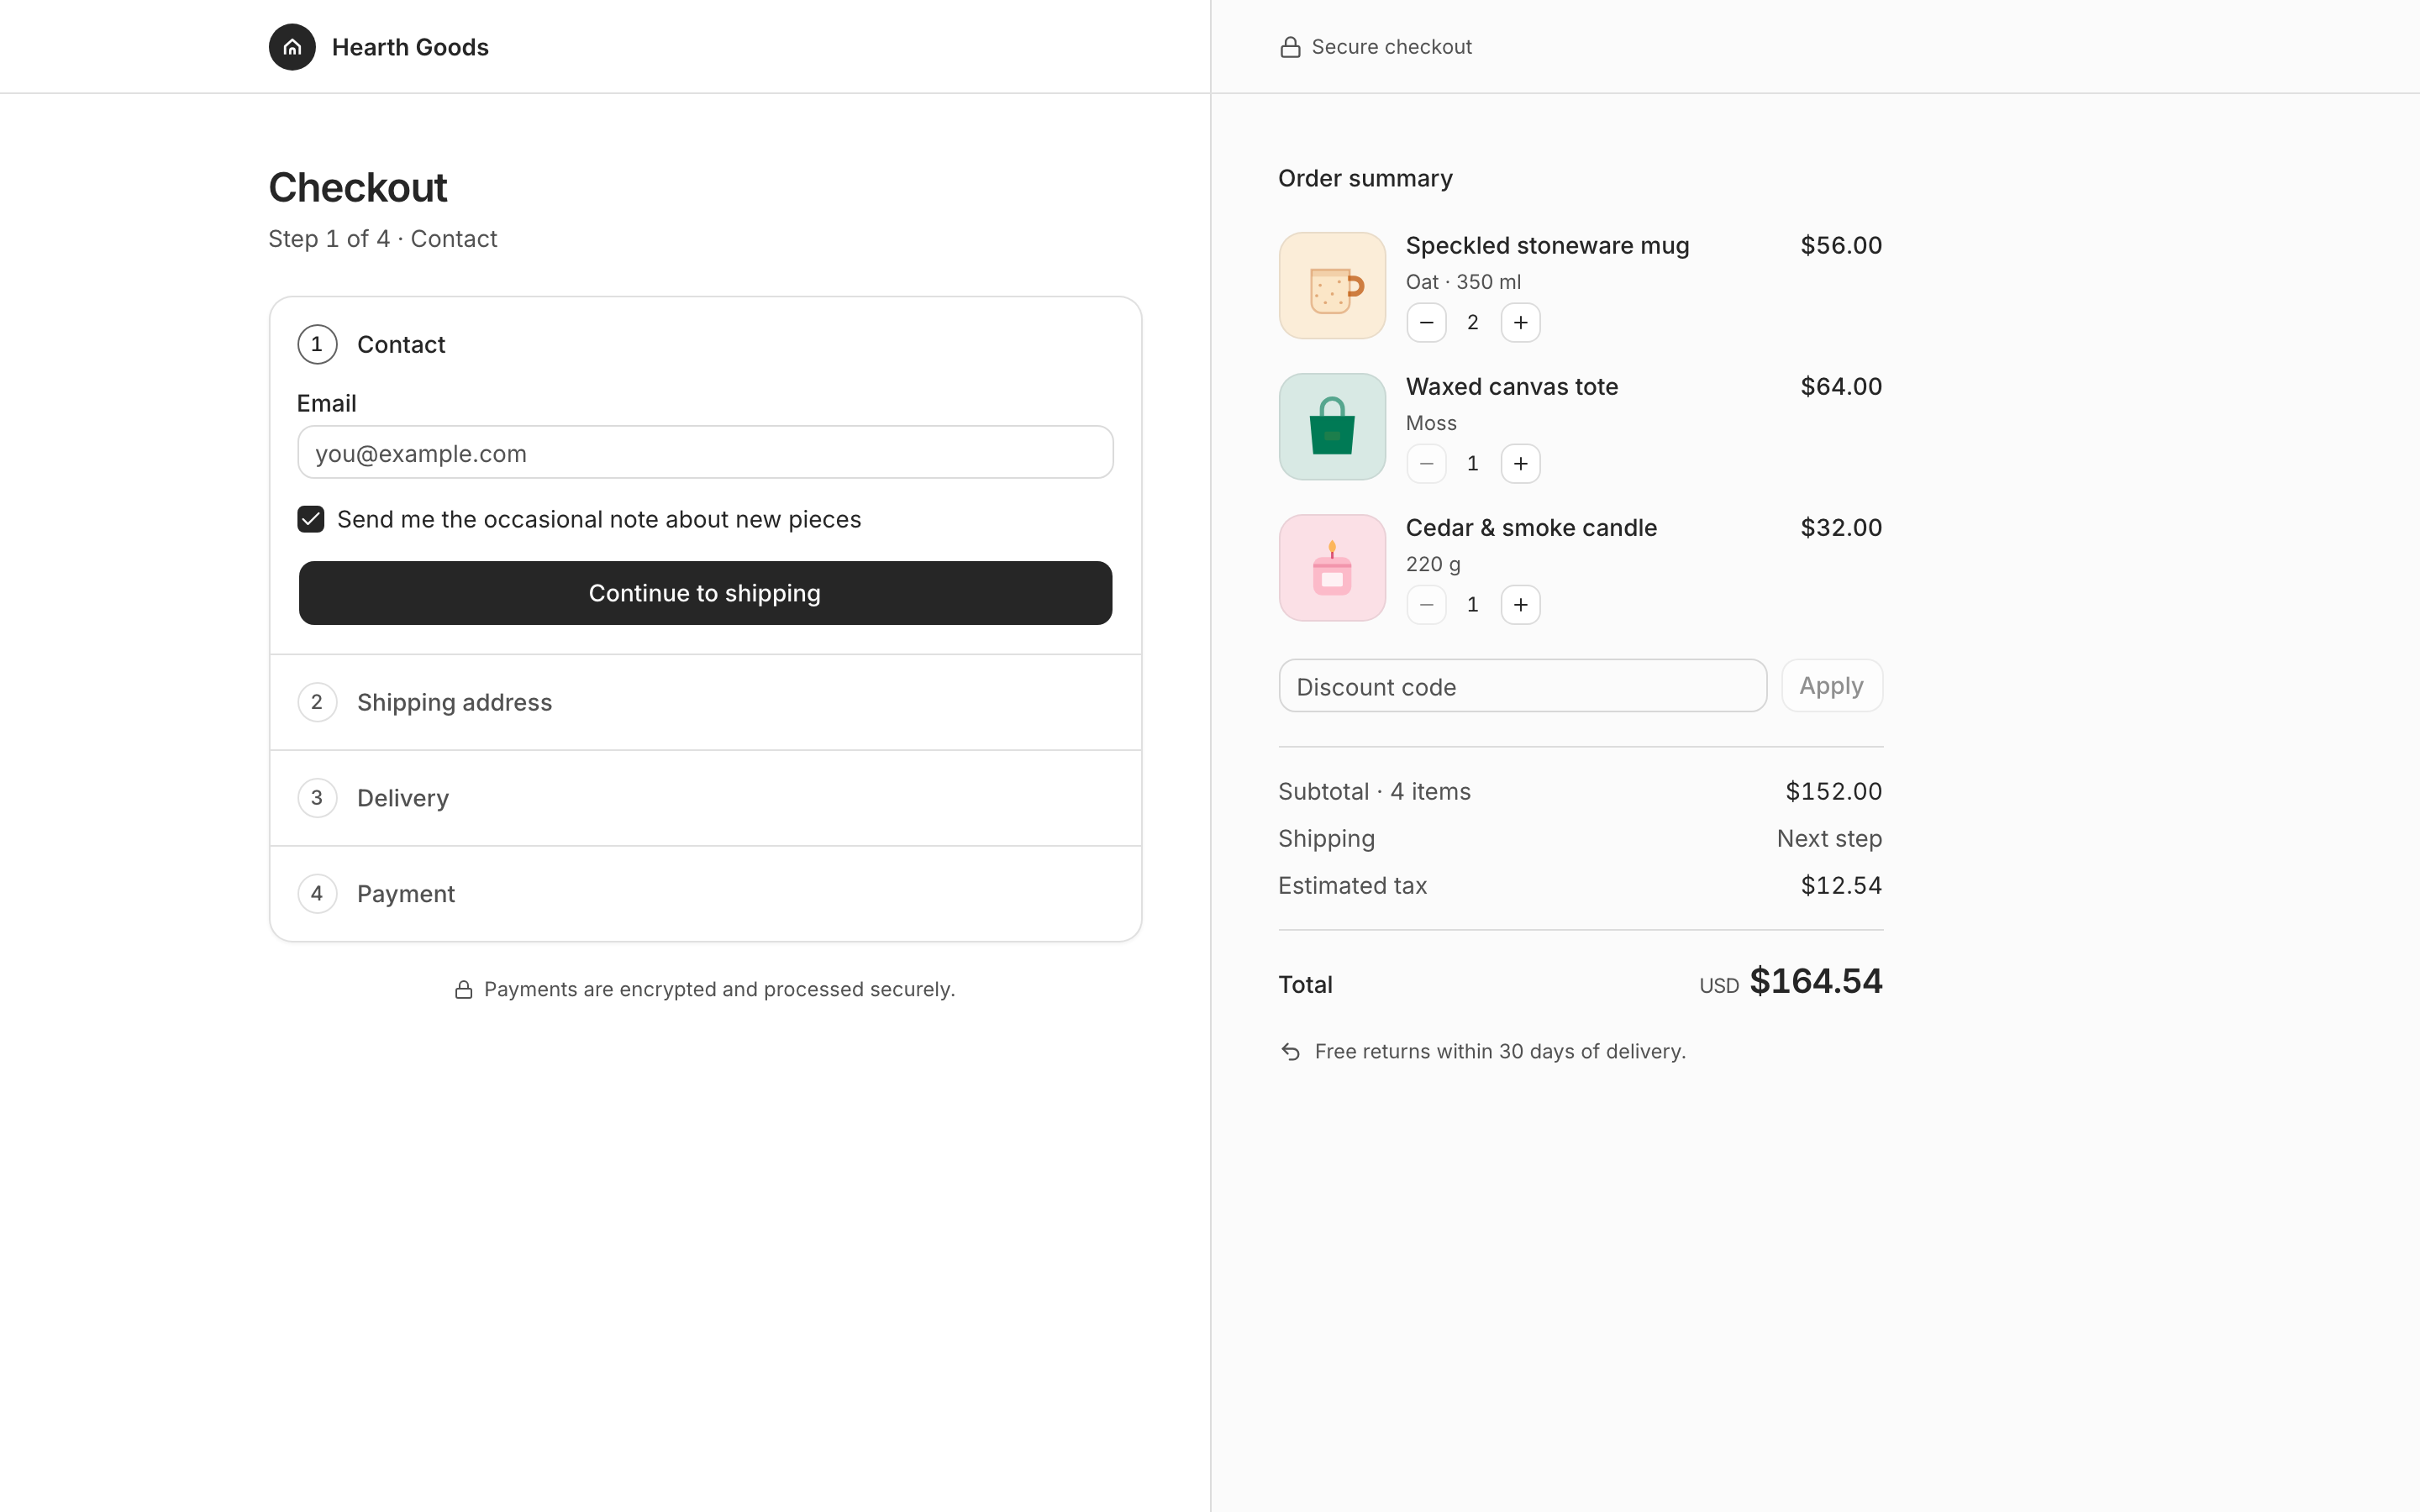 Hearth Goods
Secure checkout
Checkout
Step 1 of 4 · Contact
1 Contact
Email
you@example.com
Send me the occasional note about new pieces
Continue to shipping
2 Shipping address
3 Delivery
4 Payment
Payments are encrypted and processed securely.
Order summary
Speckled stoneware mug $56.00
Oat · 350 ml
2
Waxed canvas tote $64.00
Moss
1
Cedar & smoke candle $32.00
220 g
1
Discount code Apply
Subtotal · 4 items $152.00
Shipping Next step
Estimated tax $12.54
Total USD $164.54
Free returns within 30 days of delivery.